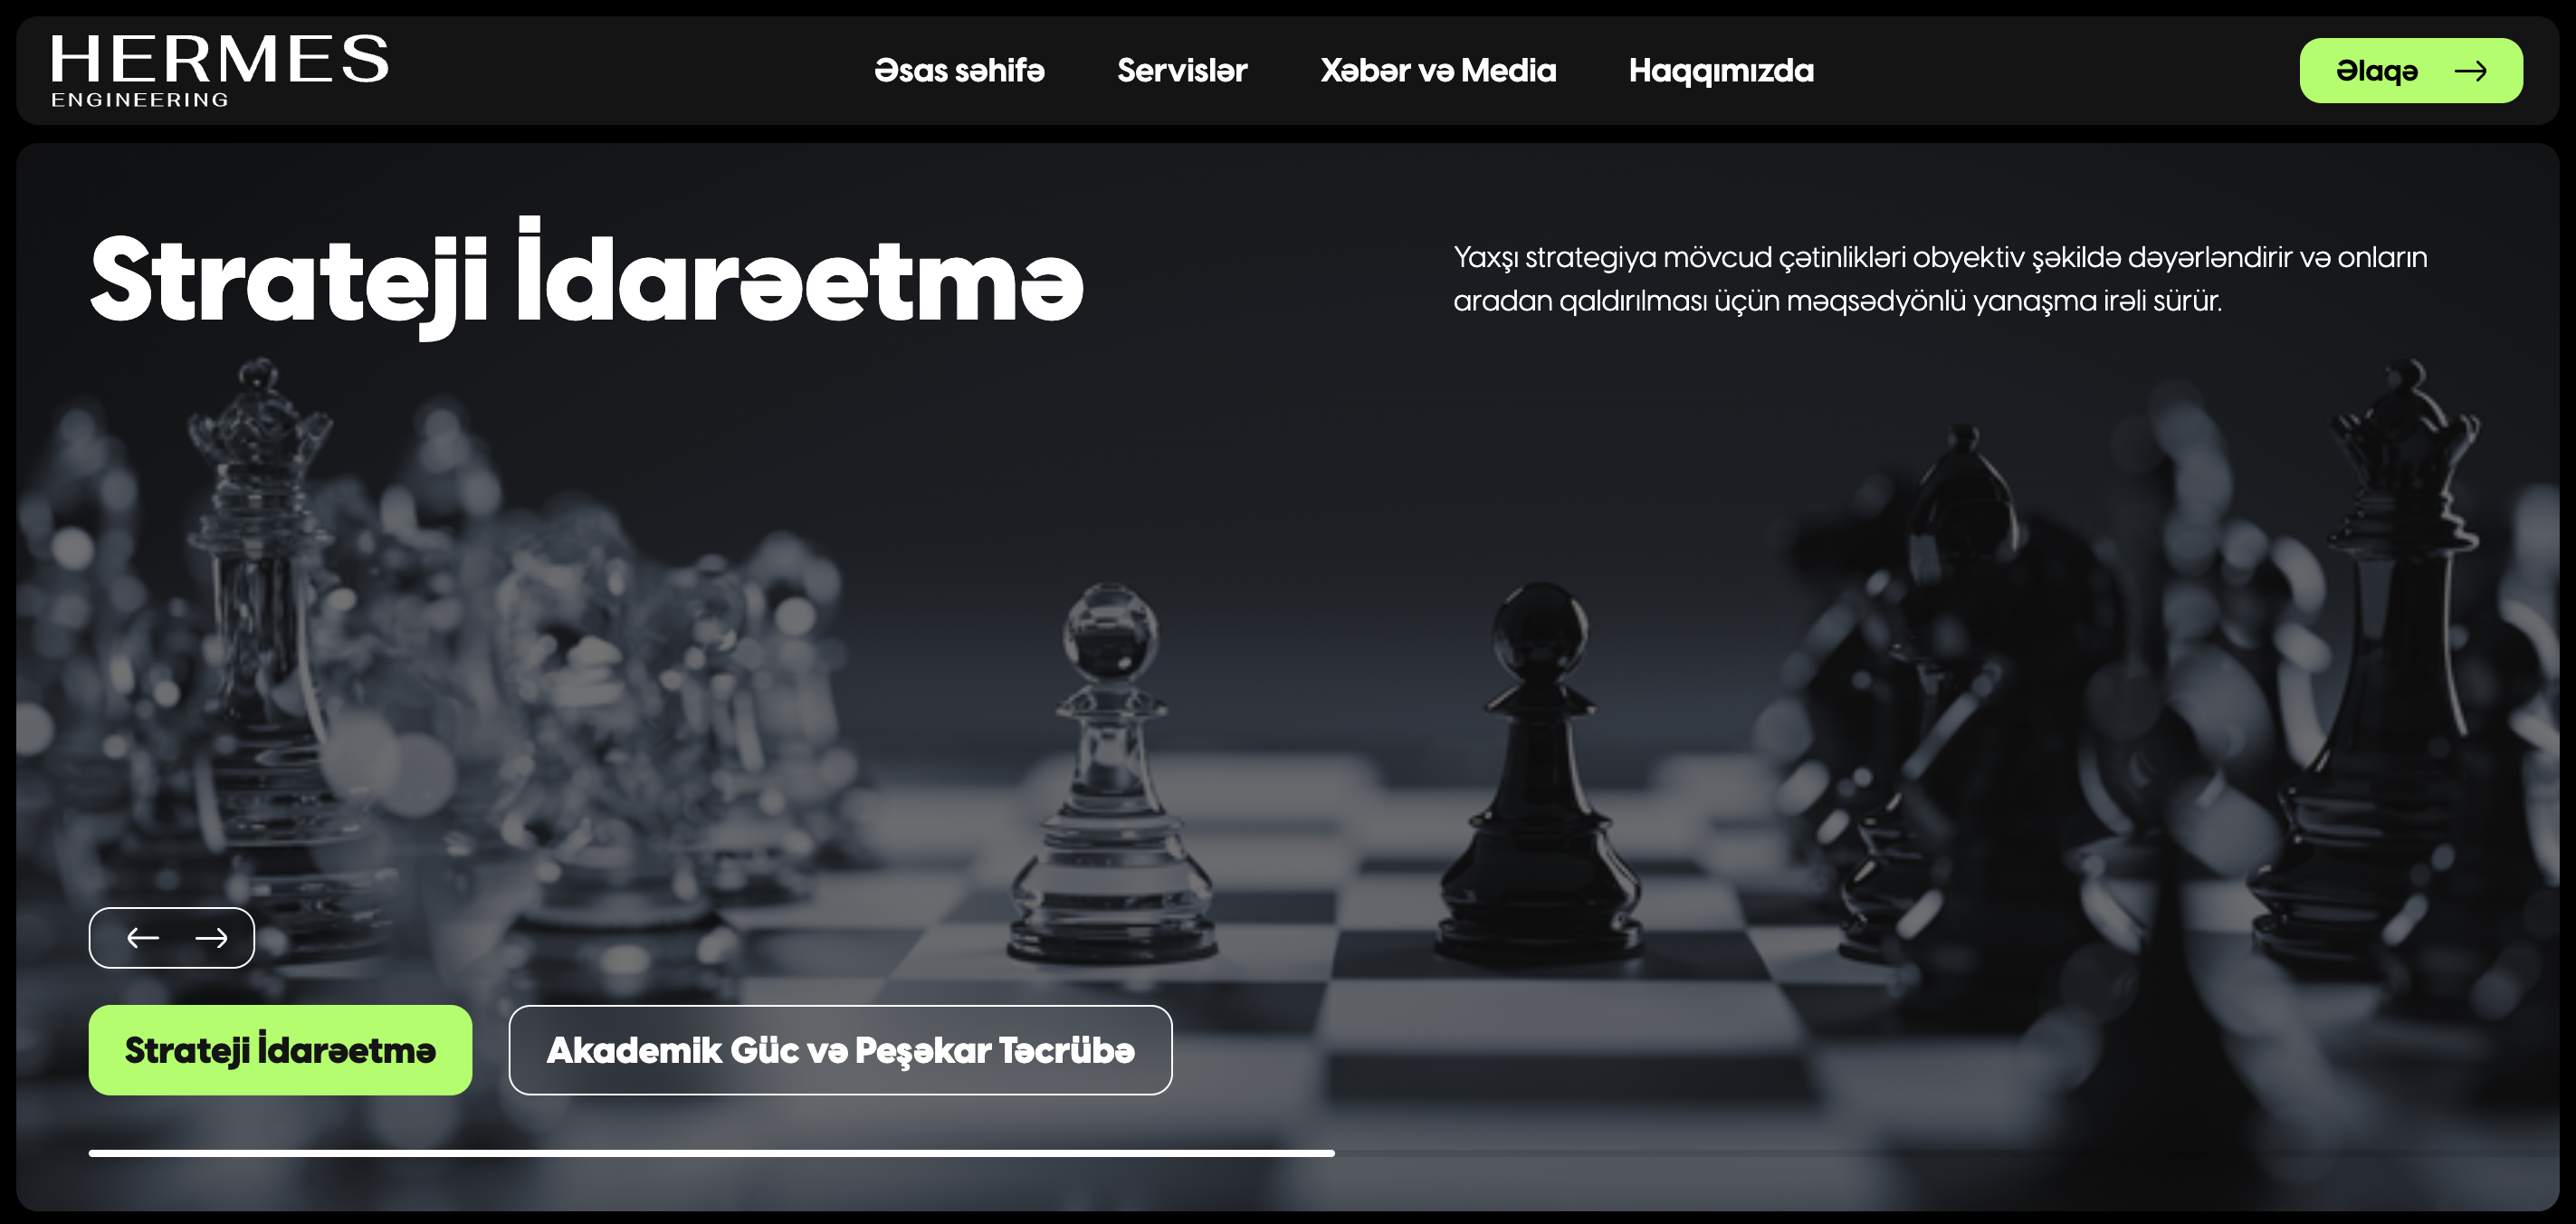 HERMES
ENGINEERING
Əsas səhifə
Servislər
Xəbər və Media
Haqqımızda
Əlaqə
Strateji İdarəetmə
Yaxşı strategiya mövcud çətinlikləri obyektiv şəkildə dəyərləndirir və onların
aradan qaldırılması üçün məqsədyönlü yanaşma irəli sürür.
Strateji İdarəetmə
Akademik Güc və Peşəkar Təcrübə